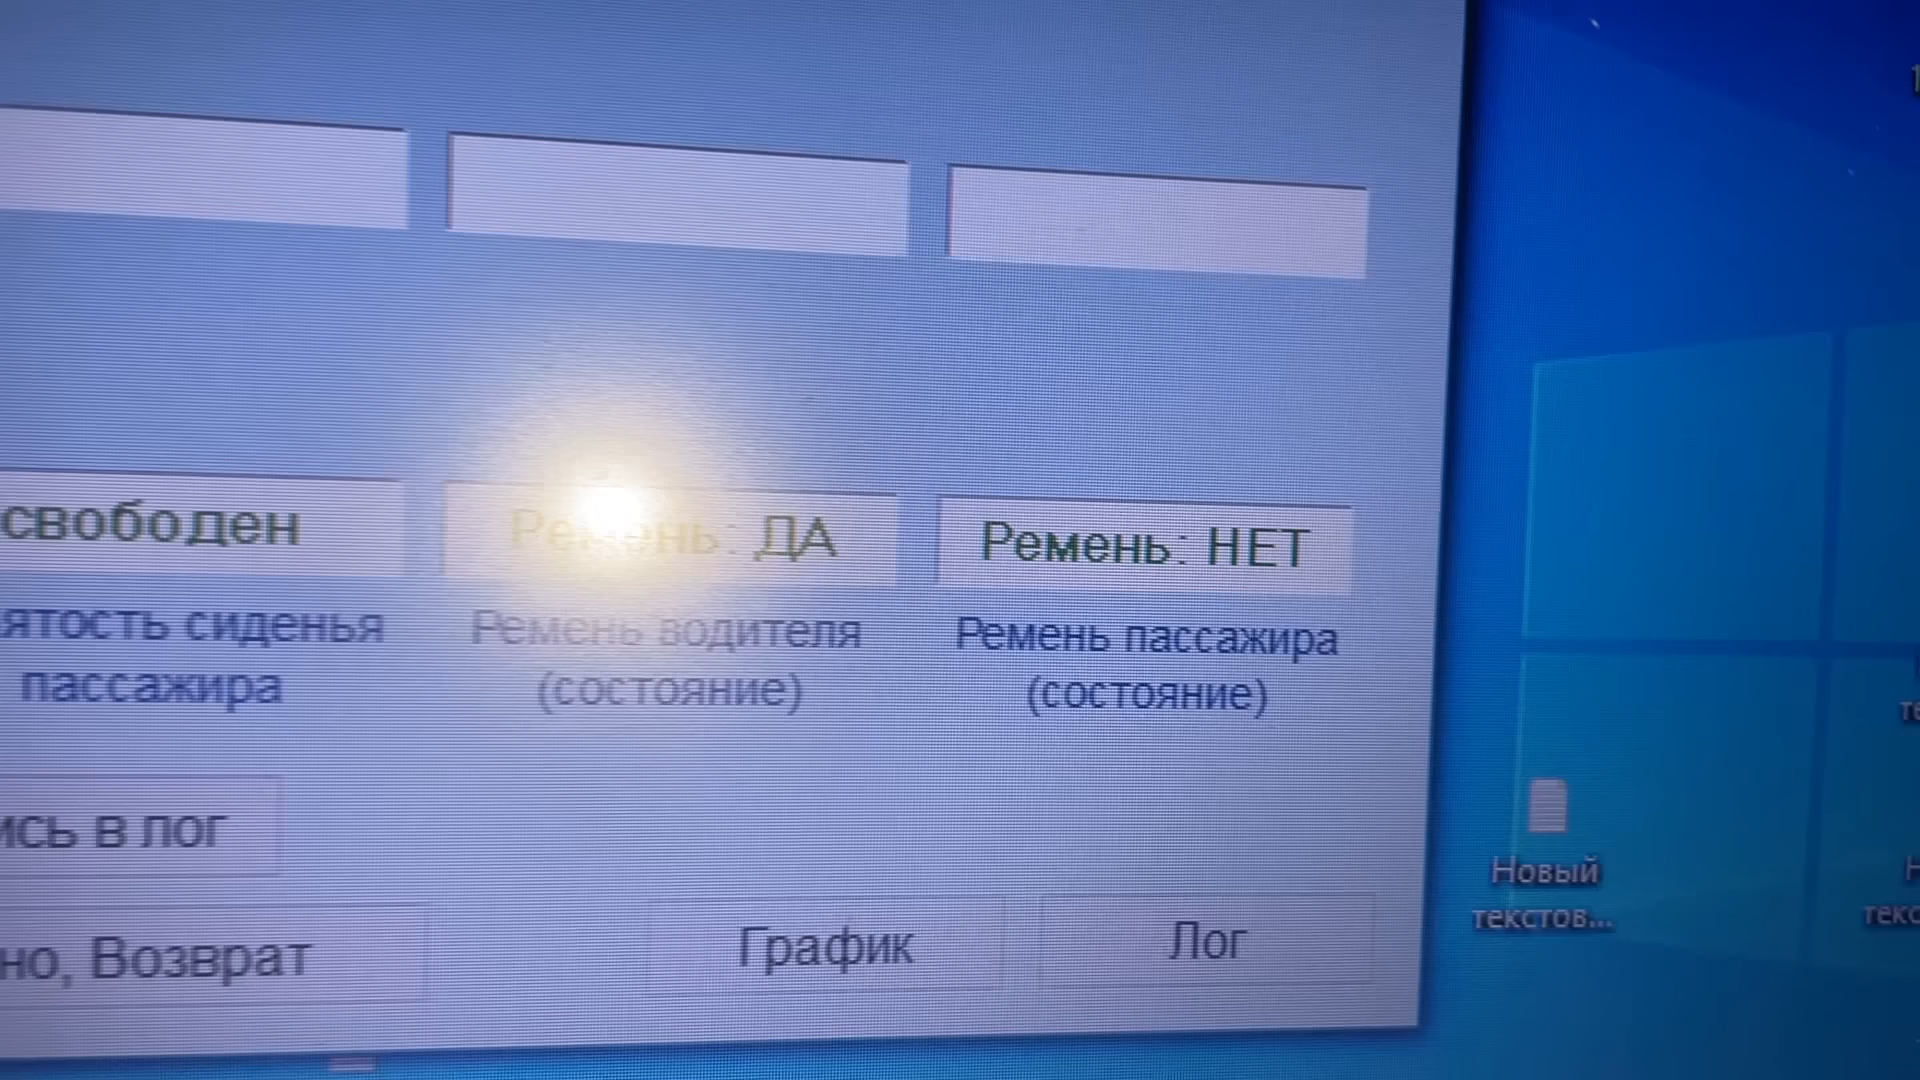 свободен
Ремень: ДА
Ремень: НЕТ
ятость сиденья
пассажира
Ремень водителя
(состояние)
Ремень пассажира
(состояние)
ись в лог
но, Возврат
График
Лог
Новый
текстов...